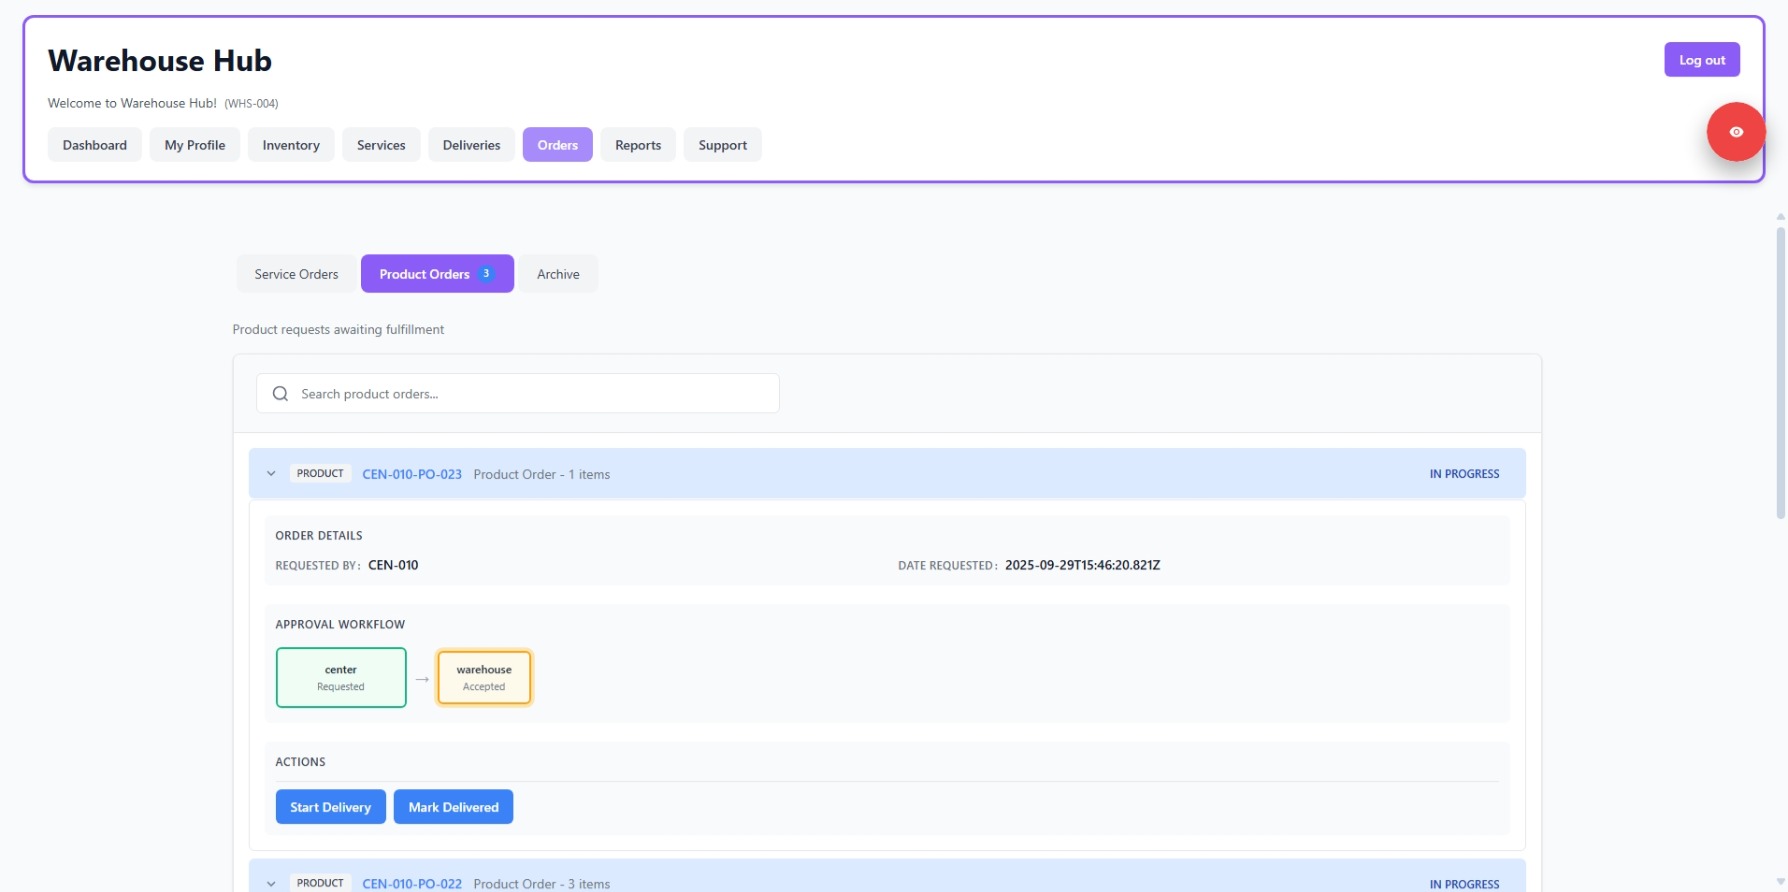 Warehouse Hub
Log out
Welcome to Warehouse Hub! (WHS-004)
Dashboard My Profile Inventory Services Deliveries Orders Reports Support
Service Orders Product Orders 3 Archive
Product requests awaiting fulfillment
Search product orders...
PRODUCT CEN-010-PO-023 Product Order - 1 items IN PROGRESS
ORDER DETAILS
REQUESTED BY: CEN-010 DATE REQUESTED: 2025-09-29T15:46:20.821Z
APPROVAL WORKFLOW
center
Requested
→
warehouse
Accepted
ACTIONS
Start Delivery Mark Delivered
PRODUCT CEN-010-PO-022 Product Order - 3 items IN PROGRESS